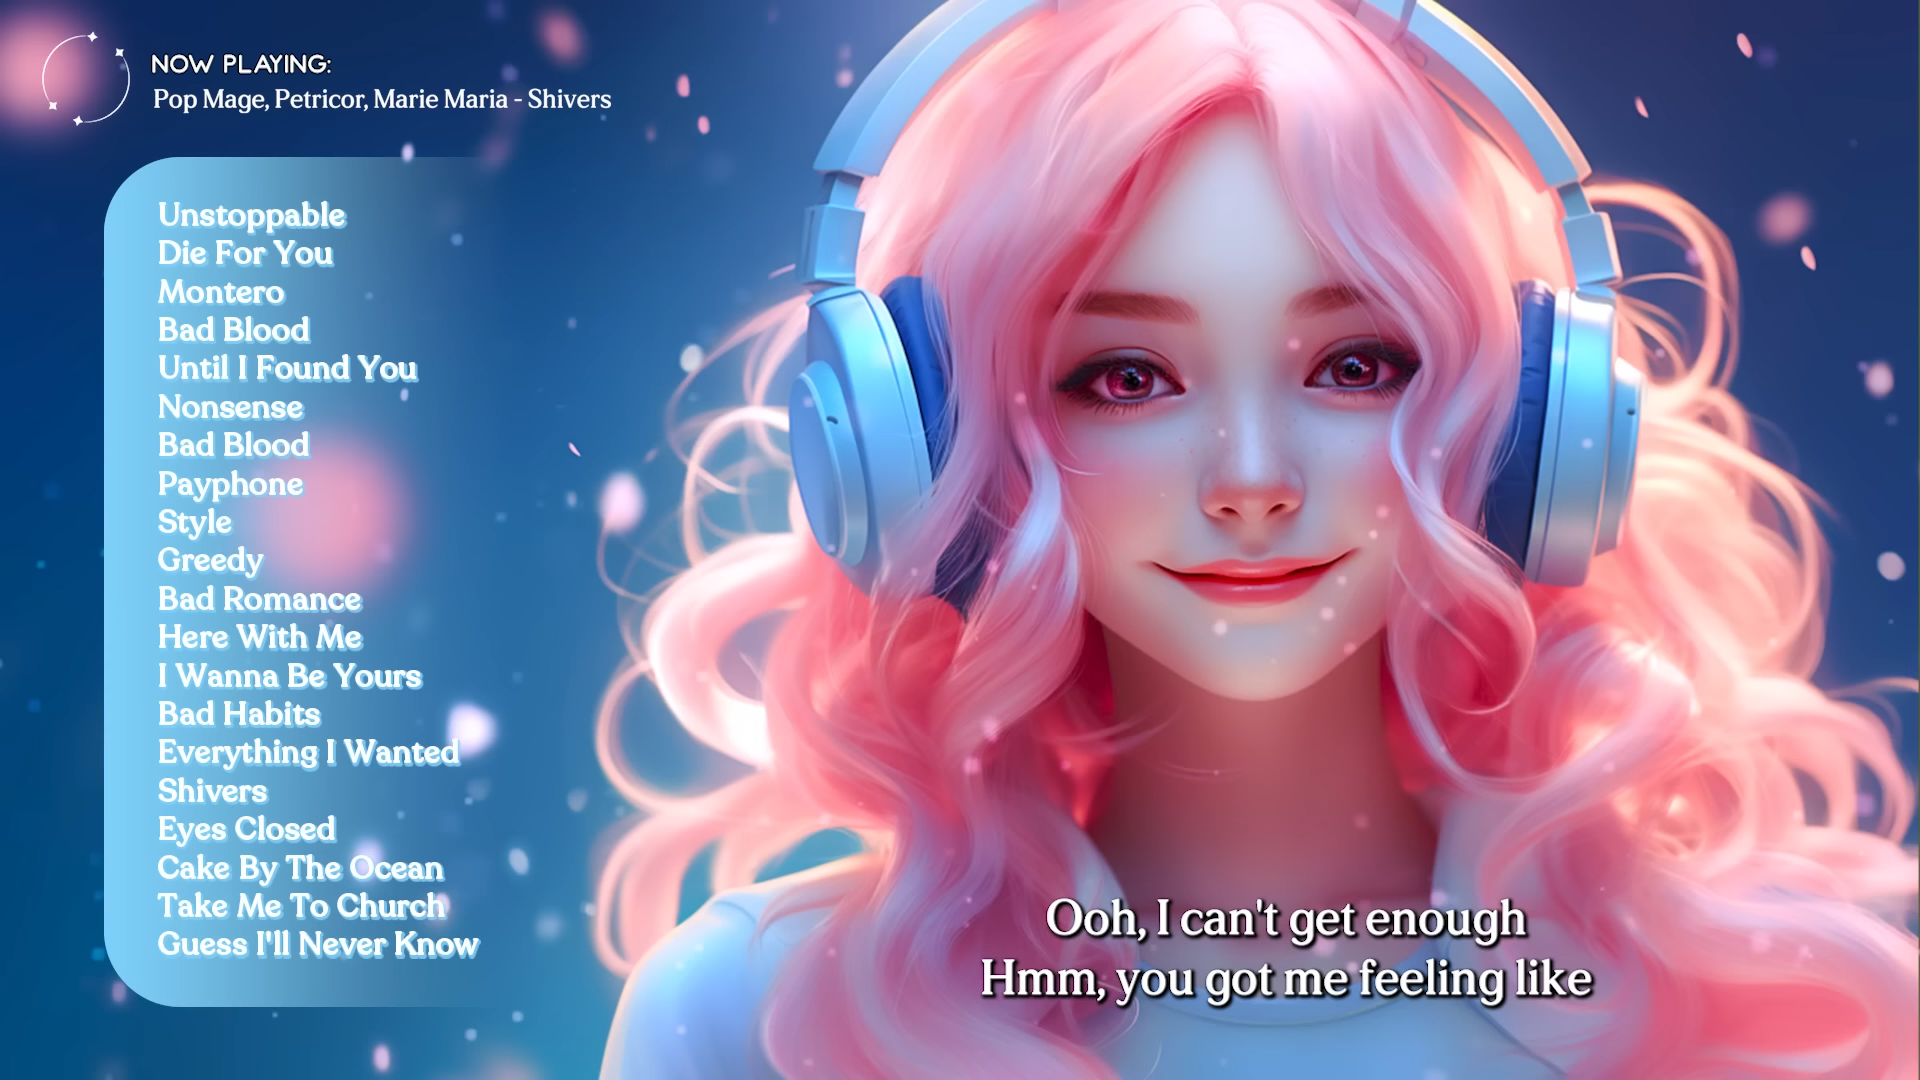 NOW PLAYING:
Pop Mage, Petricor, Marie Maria - Shivers
Unstoppable
Die For You
Montero
Bad Blood
Until I Found You
Nonsense
Bad Blood
Payphone
Style
Greedy
Bad Romance
Here With Me
I Wanna Be Yours
Bad Habits
Everything I Wanted
Shivers
Eyes Closed
Cake By The Ocean
Take Me To Church
Guess I'll Never Know
Ooh, I can't get enough
Hmm, you got me feeling like